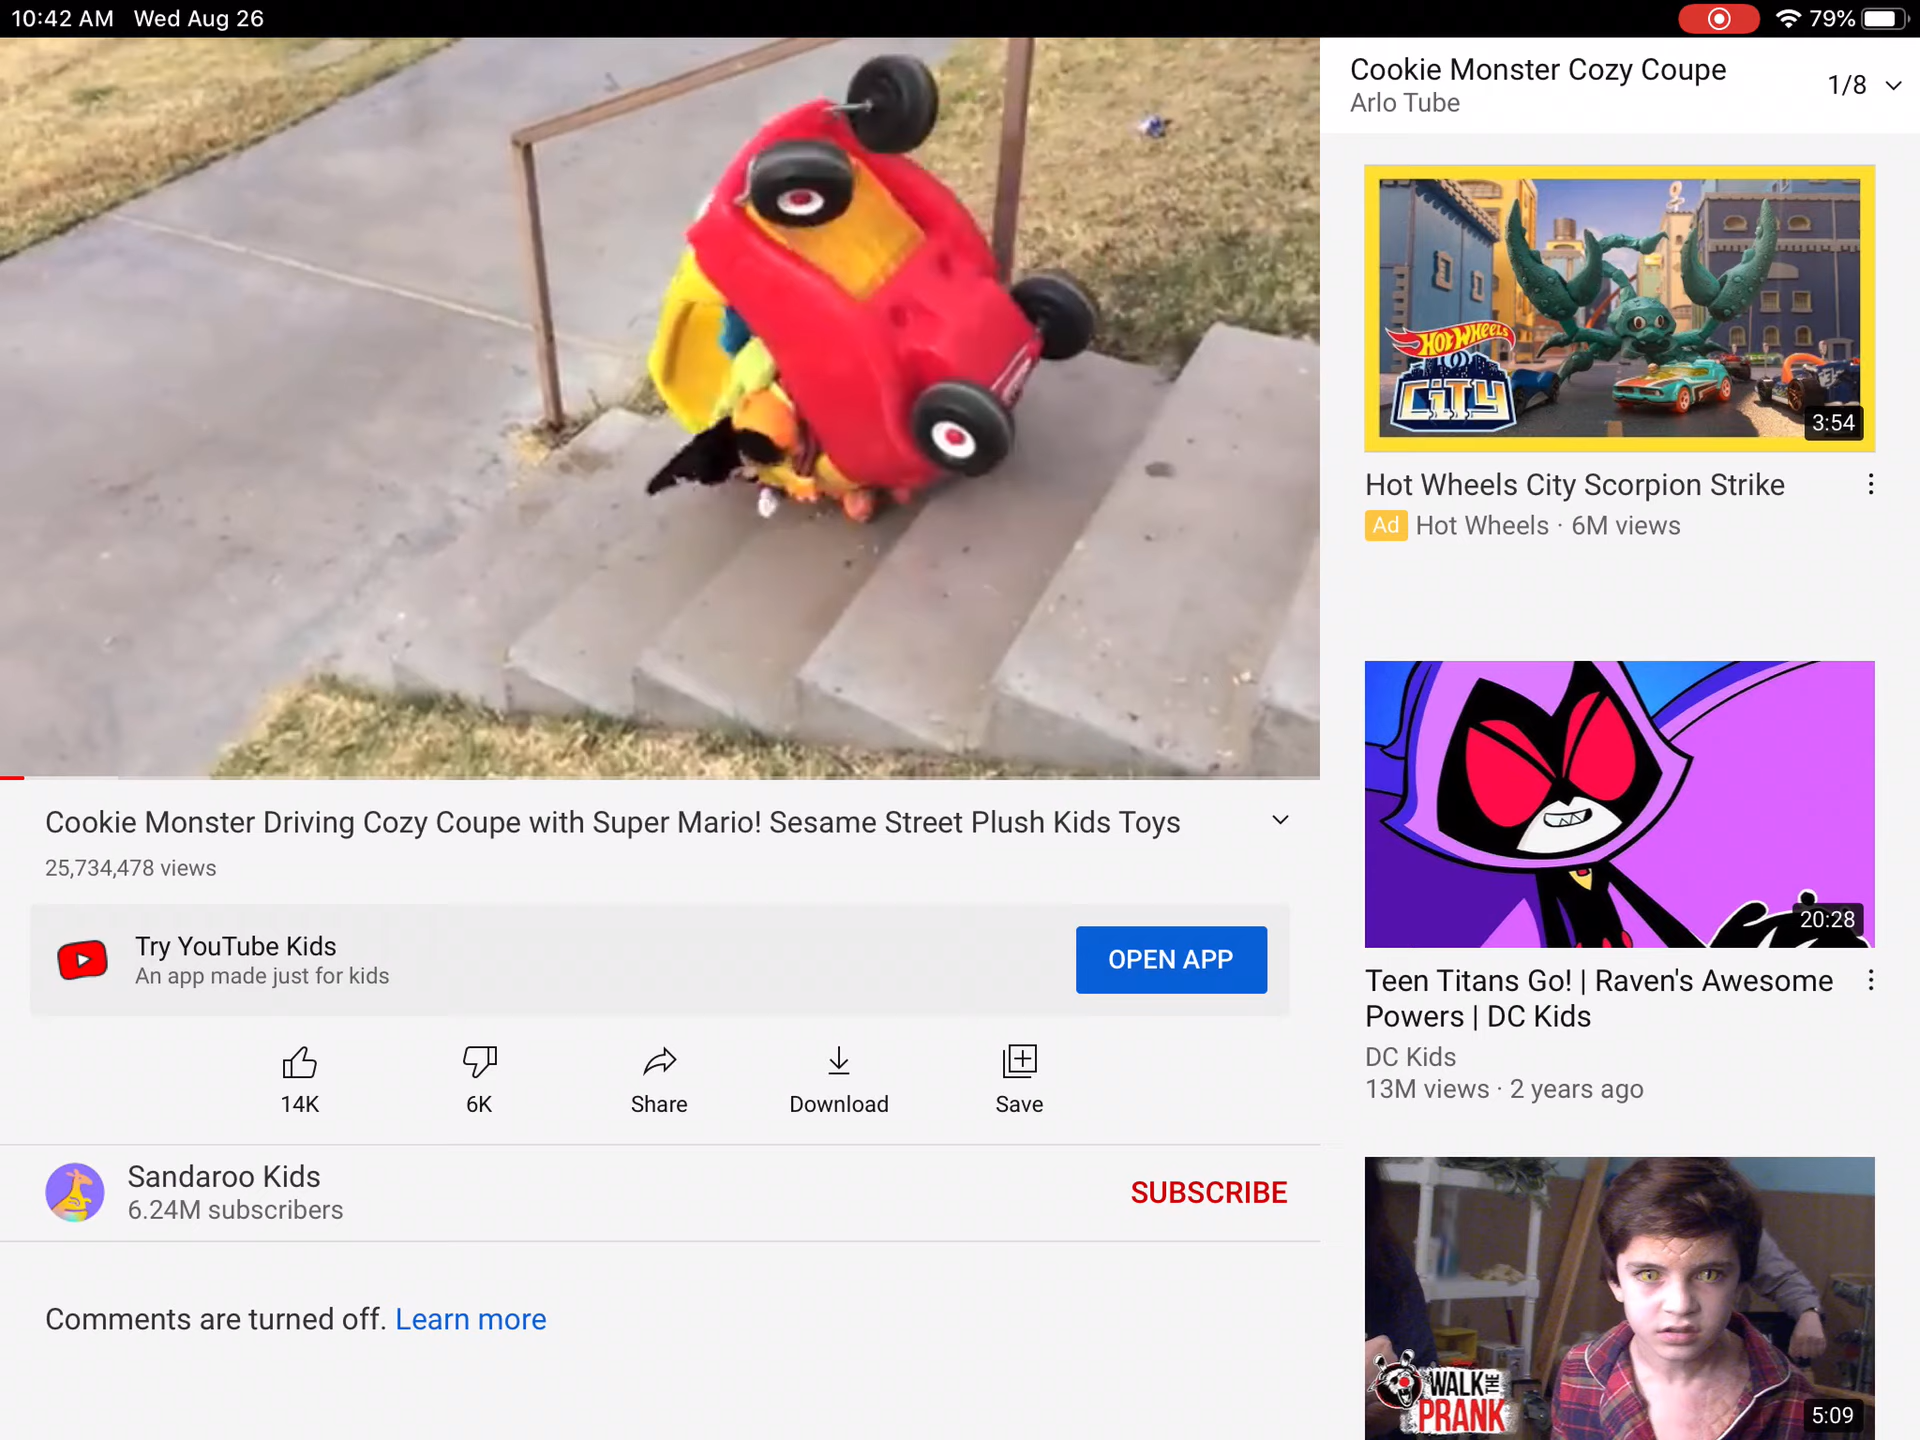 10:42 AM Wed Aug 26
79%
Cookie Monster Cozy Coupe
Arlo Tube
1/8
HOT WHEELS
CITY
3:54
Hot Wheels City Scorpion Strike
Ad Hot Wheels · 6M views
20:28
Teen Titans Go! | Raven's Awesome
Powers | DC Kids
DC Kids
13M views · 2 years ago
WALK THE
PRANK
5:09
Cookie Monster Driving Cozy Coupe with Super Mario! Sesame Street Plush Kids Toys
25,734,478 views
Try YouTube Kids
An app made just for kids
OPEN APP
14K
6K
Share
Download
Save
Sandaroo Kids
6.24M subscribers
SUBSCRIBE
Comments are turned off. Learn more